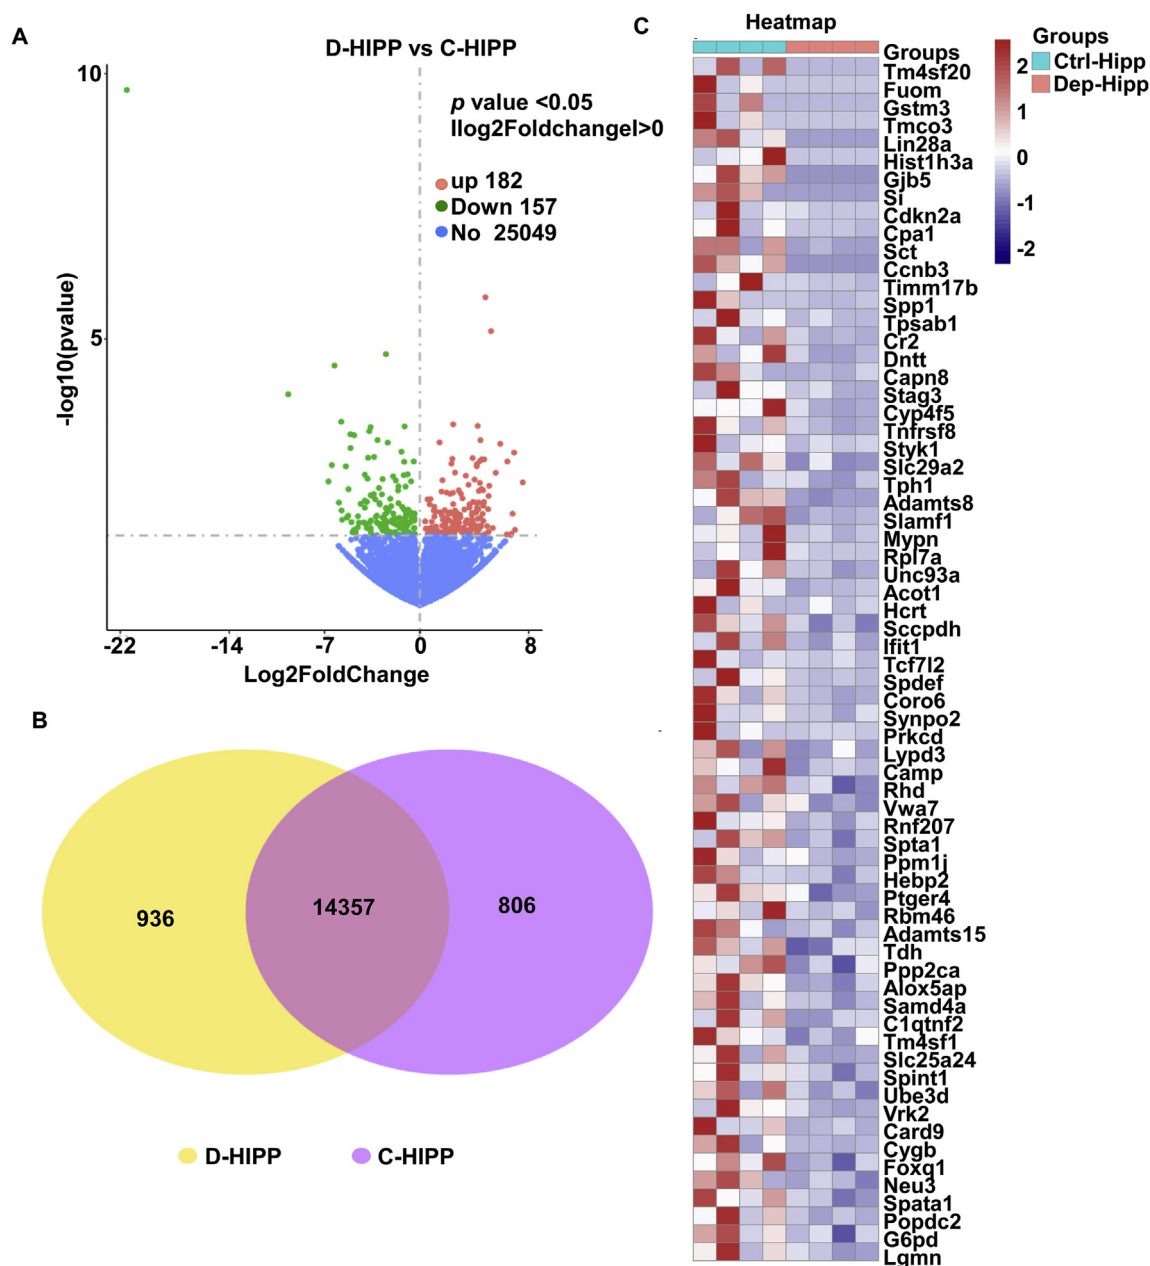 A
D-HIPP vs C-HIPP
10
5
-log10(pvalue)
p value <0.05
llog2Foldchangel>0
up 182
Down 157
No 25049
-22
-14
-7
0
8
Log2FoldChange
B
936
14357
806
D-HIPP
C-HIPP
C
Heatmap
Groups
Tm4sf20
Fuom
Gstm3
Tmco3
Lin28a
Hist1h3a
Gjb5
Si
Cdkn2a
Cpa1
Sct
Ccnb3
Timm17b
Spp1
Tpsab1
Cr2
Dntt
Capn8
Stag3
Cyp4f5
Tnfrsf8
Styk1
Slc29a2
Tph1
Adamts8
Slamf1
Mypn
Rpl7a
Unc93a
Acot1
Hcrt
Sccpdh
Ifit1
Tcf7l2
Spdef
Coro6
Synpo2
Prkcd
Lypd3
Camp
Rhd
Vwa7
Rnf207
Spta1
Ppm1j
Hebp2
Ptger4
Rbm46
Adamts15
Tdh
Ppp2ca
Alox5ap
Samd4a
C1qtnf2
Tm4sf1
Slc25a24
Spint1
Ube3d
Vrk2
Card9
Cygb
Foxq1
Neu3
Spata1
Popdc2
G6pd
Lgmn
2
1
0
-1
-2
Groups
Ctrl-Hipp
Dep-Hipp